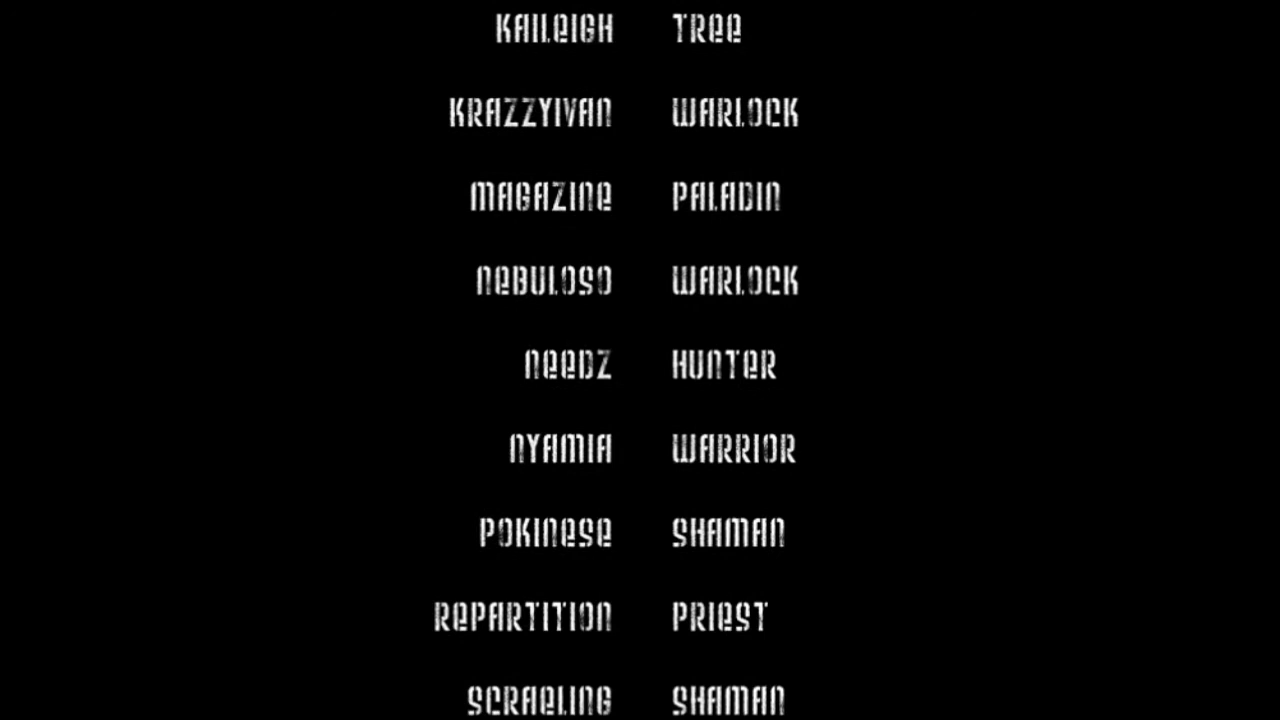 KAILeIGH TRee
KRAZZYIVAn WARLOCK
MAGAZIne PALADIn
neBULOSO WARLOCK
neeDZ HUnTeR
nYAMIA WARRIOR
POKIneSe SHAMAn
RePARTITIOn PRIeST
SCRAeLInG SHAMAn